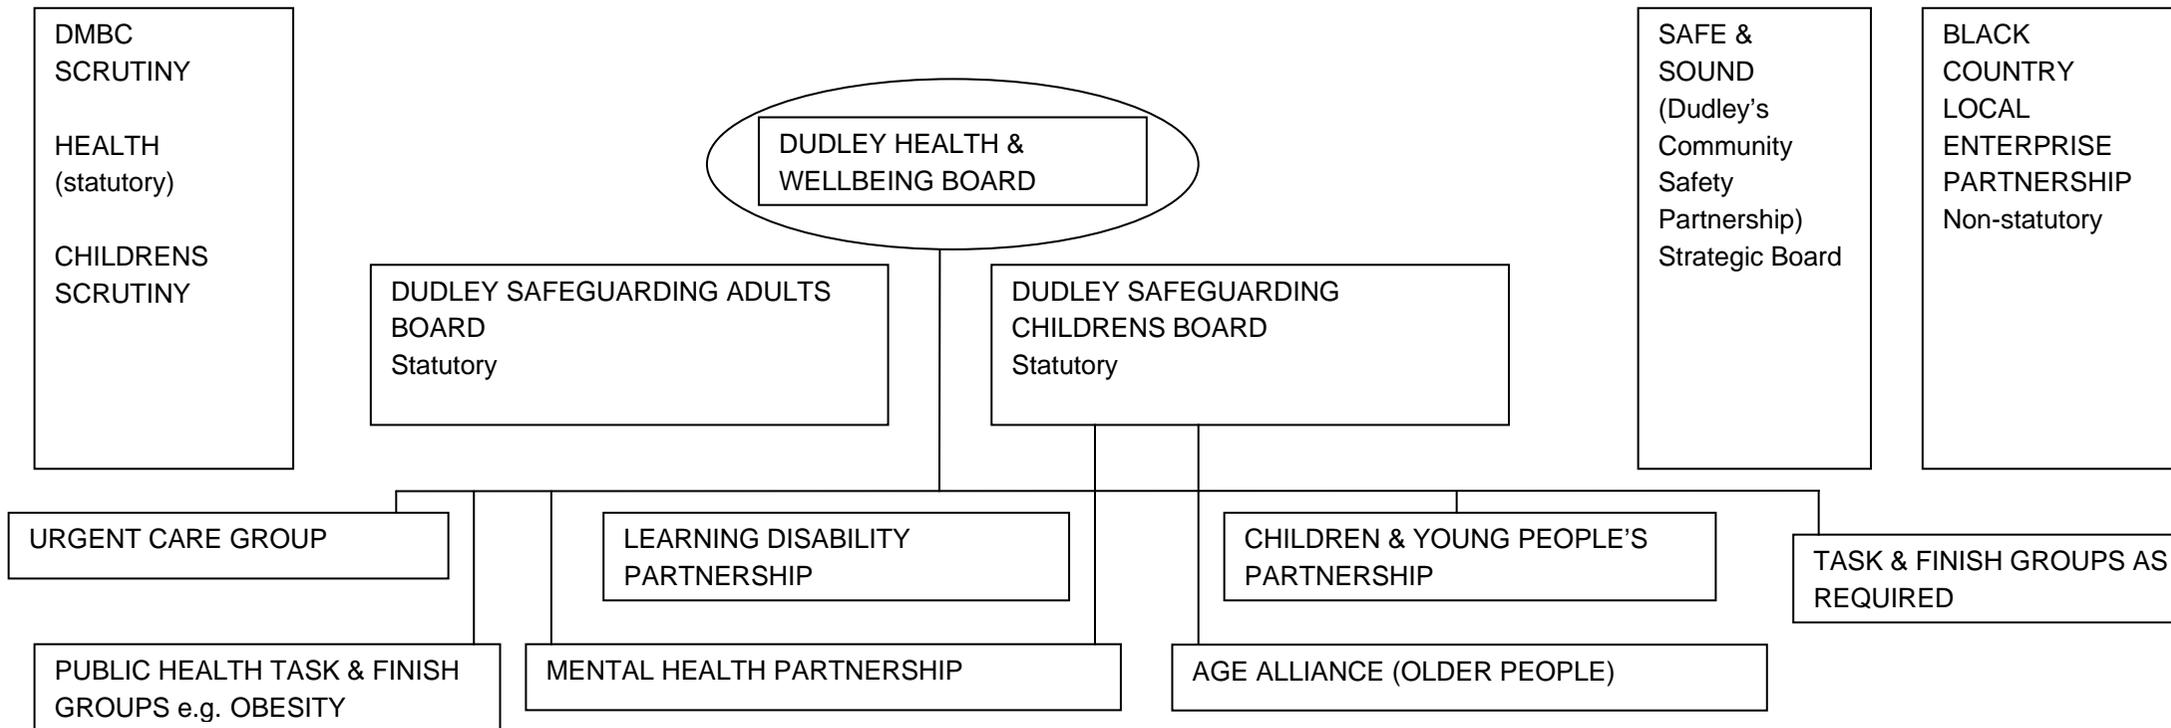 DMBC
SCRUTINY
HEALTH
(statutory)
CHILDRENS
SCRUTINY
DUDLEY HEALTH &
WELLBEING BOARD
SAFE &
SOUND
(Dudley’s
Community
Safety
Partnership)
Strategic Board
BLACK
COUNTRY
LOCAL
ENTERPRISE
PARTNERSHIP
Non-statutory
DUDLEY SAFEGUARDING ADULTS
BOARD
Statutory
DUDLEY SAFEGUARDING
CHILDRENS BOARD
Statutory
URGENT CARE GROUP
LEARNING DISABILITY
PARTNERSHIP
CHILDREN & YOUNG PEOPLE’S
PARTNERSHIP
TASK & FINISH GROUPS AS
REQUIRED
PUBLIC HEALTH TASK & FINISH
GROUPS e.g. OBESITY
MENTAL HEALTH PARTNERSHIP
AGE ALLIANCE (OLDER PEOPLE)